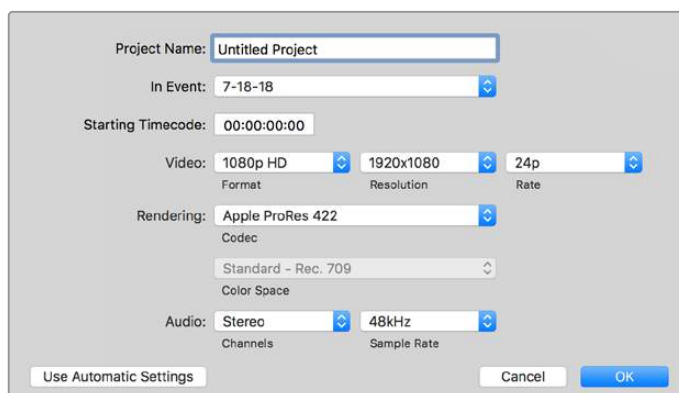 Project Name: Untitled Project
In Event: 7-18-18
Starting Timecode: 00:00:00:00
Video: 1080p HD 1920x1080 24p
Format Resolution Rate
Rendering: Apple ProRes 422
Codec
Standard - Rec. 709
Color Space
Audio: Stereo 48kHz
Channels Sample Rate
Use Automatic Settings Cancel OK